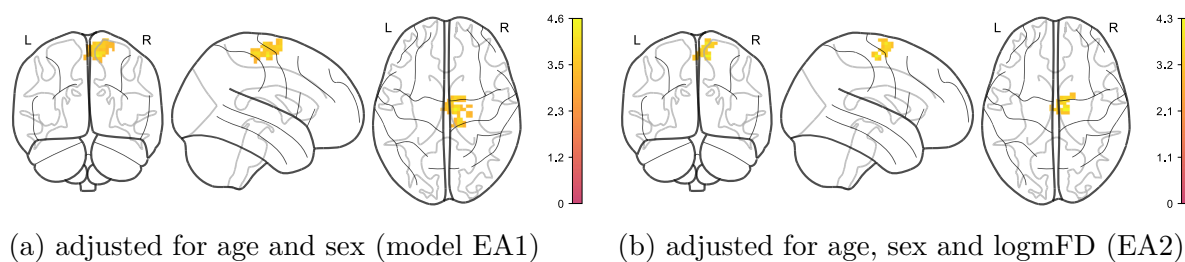 L R L R 4.6
3.5
2.3
1.2
0
L R L R 4.3
3.2
2.1
1.1
0
(a) adjusted for age and sex (model EA1)
(b) adjusted for age, sex and logmFD (EA2)